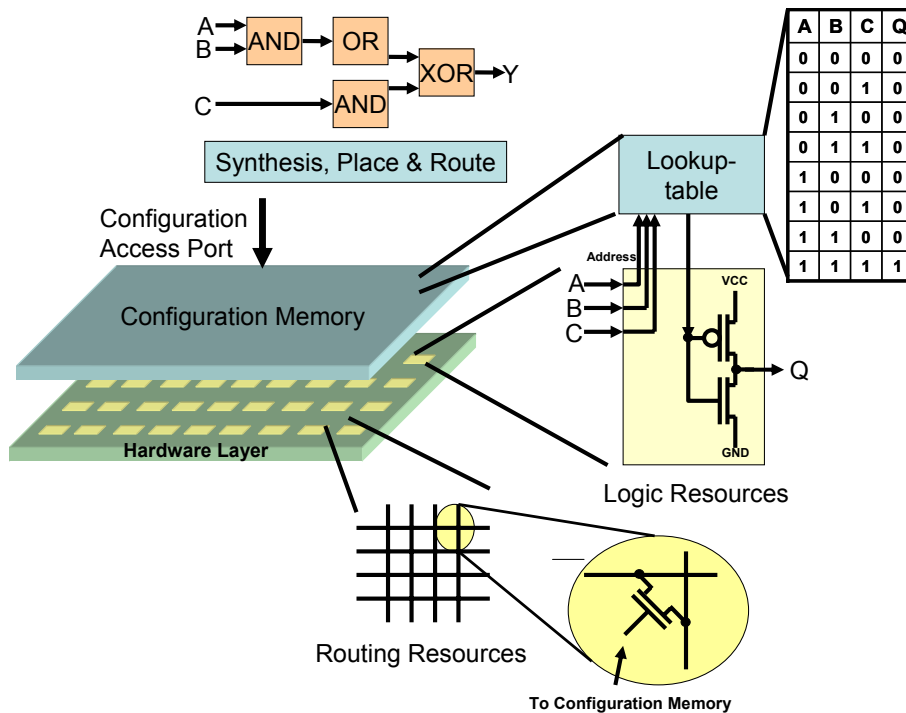 A
B
AND
OR
XOR
Y
C
AND
Synthesis, Place & Route
Configuration
Access Port
Configuration Memory
Hardware Layer
Lookup-
table
A B C Q
0 0 0 0
0 0 1 0
0 1 0 0
0 1 1 0
1 0 0 0
1 0 1 0
1 1 0 0
1 1 1 1
Address
A
B
C
VCC
Q
GND
Logic Resources
Routing Resources
To Configuration Memory